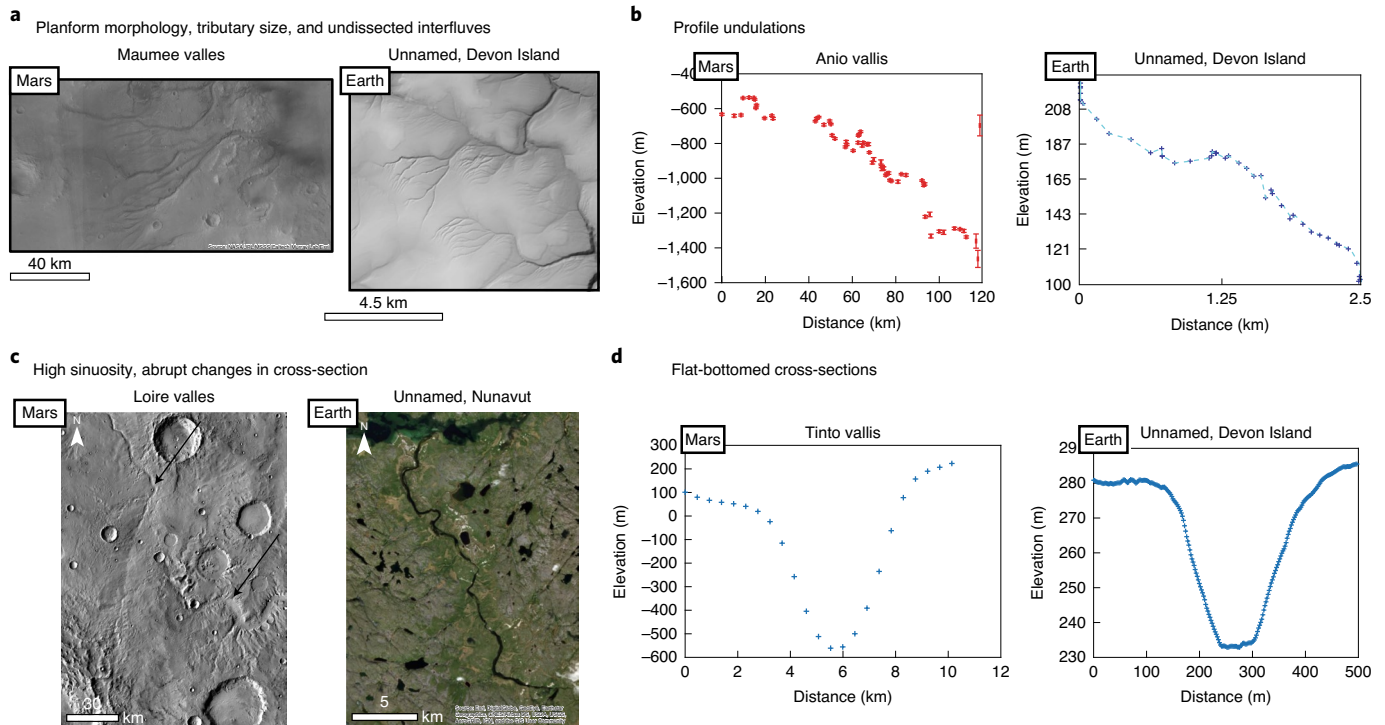 a
Planform morphology, tributary size, and undissected interfluves
Maumee valles
Mars
40 km
Unnamed, Devon Island
Earth
4.5 km
b
Profile undulations
Anio vallis
Mars
Elevation (m)
–40
–600
–800
–1,000
–1,200
–1,400
–1,600
0 20 40 60 80 100 120
Distance (km)
Unnamed, Devon Island
Earth
Elevation (m)
208
187
165
143
121
100
0 1.25 2.5
Distance (km)
c
High sinuosity, abrupt changes in cross-section
Loire valles
Mars
N
30
km
Unnamed, Nunavut
Earth
N
5
km
d
Flat-bottomed cross-sections
Tinto vallis
Mars
Elevation (m)
300
200
100
0
–100
–200
–300
–400
–500
–600
0 2 4 6 8 10 12
Distance (km)
Unnamed, Devon Island
Earth
Elevation (m)
29
280
270
260
250
240
230
0 100 200 300 400 500
Distance (m)